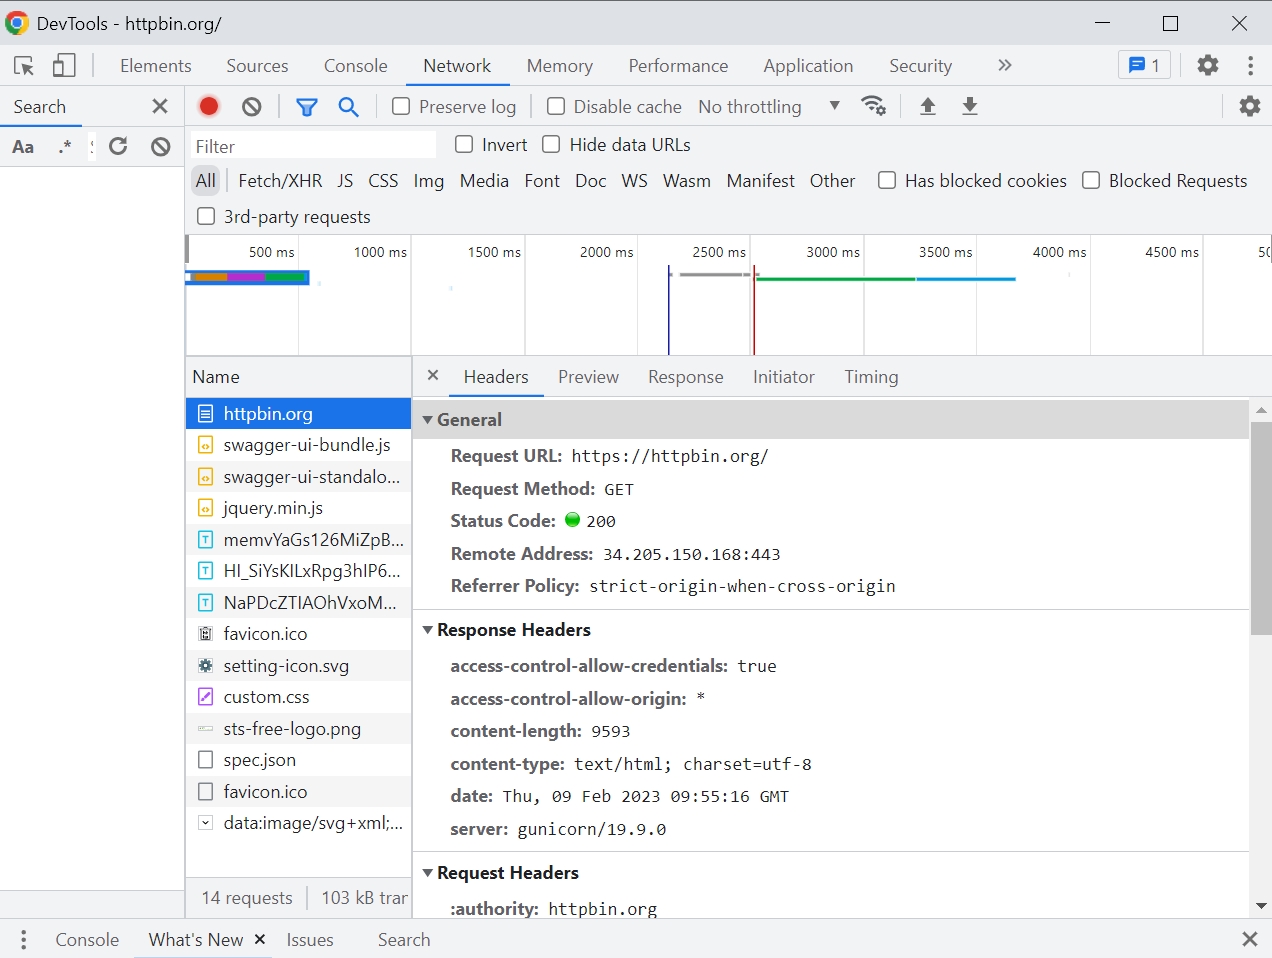 DevTools - httpbin.org/
Elements Sources Console Network Memory Performance Application Security » 1
Search
Preserve log Disable cache No throttling
Aa .*
Filter Invert Hide data URLs
All Fetch/XHR JS CSS Img Media Font Doc WS Wasm Manifest Other Has blocked cookies Blocked Requests
3rd-party requests
500 ms 1000 ms 1500 ms 2000 ms 2500 ms 3000 ms 3500 ms 4000 ms 4500 ms
Name
Headers Preview Response Initiator Timing
httpbin.org
swagger-ui-bundle.js
swagger-ui-standalo...
jquery.min.js
memvYaGs126MiZpB...
HI_SiYsKILxRpg3hIP6...
NaPDcZTIAOhVxoM...
favicon.ico
setting-icon.svg
custom.css
sts-free-logo.png
spec.json
favicon.ico
data:image/svg+xml;...
General
Request URL: https://httpbin.org/
Request Method: GET
Status Code: 200
Remote Address: 34.205.150.168:443
Referrer Policy: strict-origin-when-cross-origin
Response Headers
access-control-allow-credentials: true
access-control-allow-origin: *
content-length: 9593
content-type: text/html; charset=utf-8
date: Thu, 09 Feb 2023 09:55:16 GMT
server: gunicorn/19.9.0
Request Headers
:authority: httpbin.org
14 requests 103 kB tran
Console What's New Issues Search